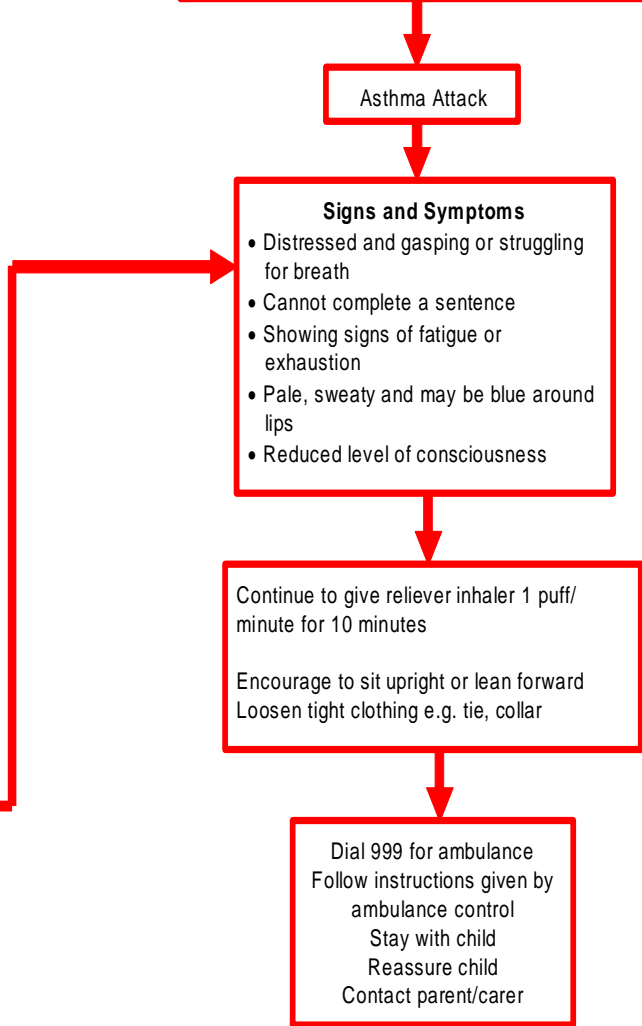 Asthma Attack
Signs and Symptoms
• Distressed and gasping or struggling
for breath
• Cannot complete a sentence
• Showing signs of fatigue or
exhaustion
• Pale, sweaty and may be blue around
lips
• Reduced level of consciousness
Continue to give reliever inhaler 1 puff/
minute for 10 minutes
Encourage to sit upright or lean forward
Loosen tight clothing e.g. tie, collar
Dial 999 for ambulance
Follow instructions given by
ambulance control
Stay with child
Reassure child
Contact parent/carer